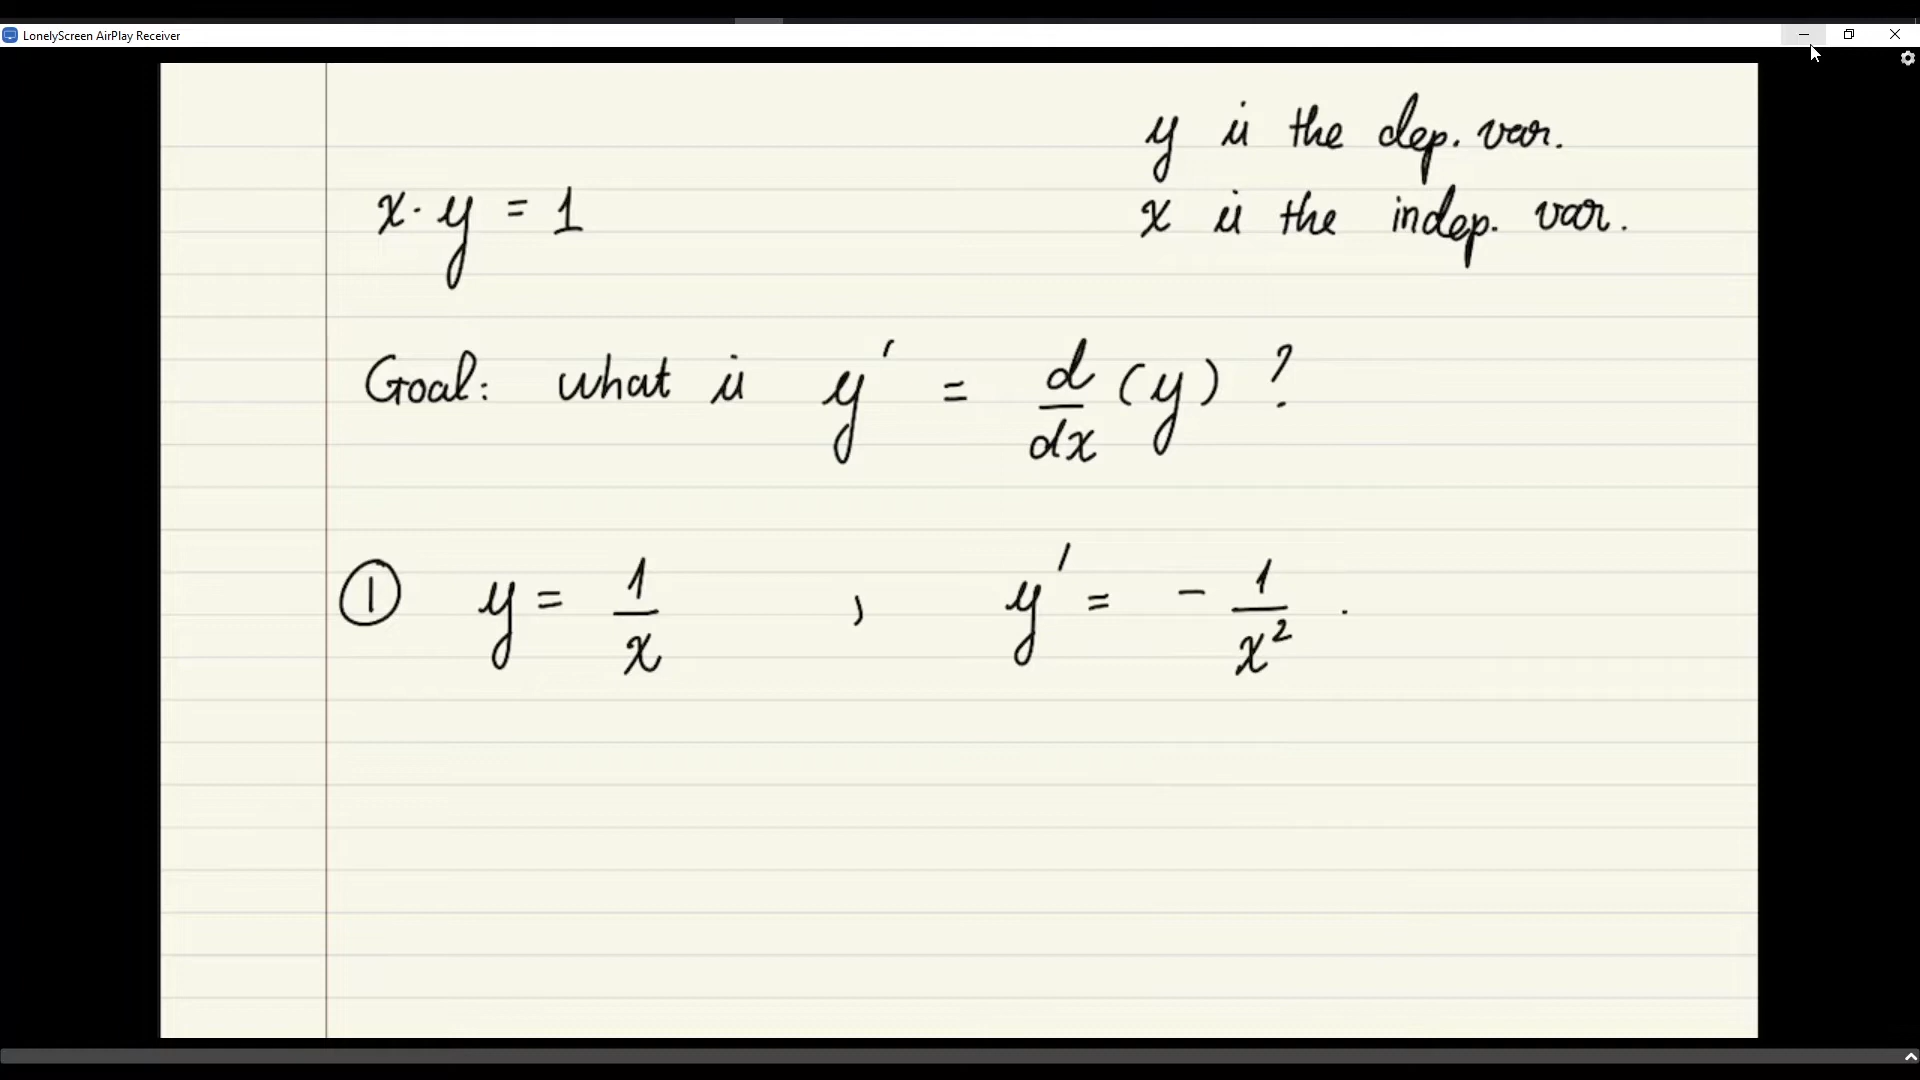 LonelyScreen AirPlay Receiver
y is the dep. var.
x · y = 1
x is the indep. var.
Goal: what is y' = d/dx (y) ?
① y = 1/x , y' = - 1/x² .